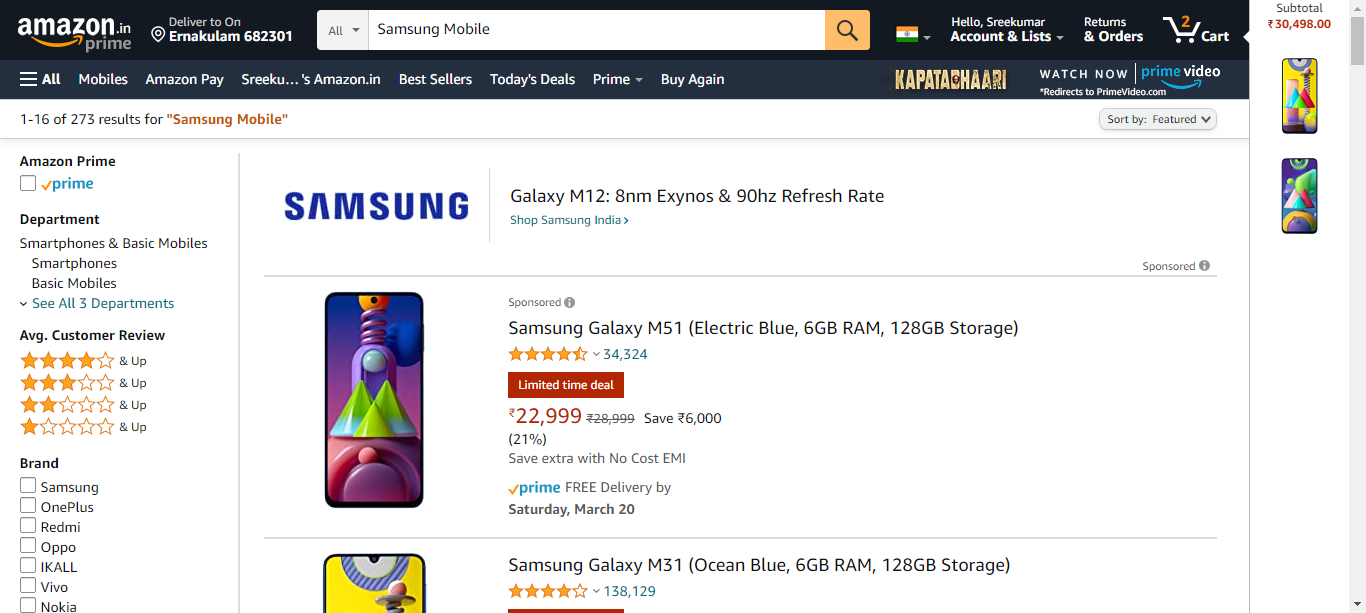 amazon.in
prime
Deliver to On
Ernakulam 682301
All
Samsung Mobile
Hello, Sreekumar
Account & Lists
Returns
& Orders
2
Cart
All
Mobiles
Amazon Pay
Sreeku... 's Amazon.in
Best Sellers
Today's Deals
Prime
Buy Again
KAPATADHAARI
WATCH NOW
prime video
*Redirects to PrimeVideo.com
Subtotal
₹30,498.00
1-16 of 273 results for "Samsung Mobile"
Sort by: Featured
Amazon Prime
prime
Department
Smartphones & Basic Mobiles
Smartphones
Basic Mobiles
See All 3 Departments
Avg. Customer Review
& Up
& Up
& Up
& Up
Brand
Samsung
OnePlus
Redmi
Oppo
IKALL
Vivo
Nokia
SAMSUNG
Galaxy M12: 8nm Exynos & 90hz Refresh Rate
Shop Samsung India
Sponsored
Sponsored
Samsung Galaxy M51 (Electric Blue, 6GB RAM, 128GB Storage)
34,324
Limited time deal
₹22,999 ₹28,999 Save ₹6,000
(21%)
Save extra with No Cost EMI
prime FREE Delivery by
Saturday, March 20
Samsung Galaxy M31 (Ocean Blue, 6GB RAM, 128GB Storage)
138,129